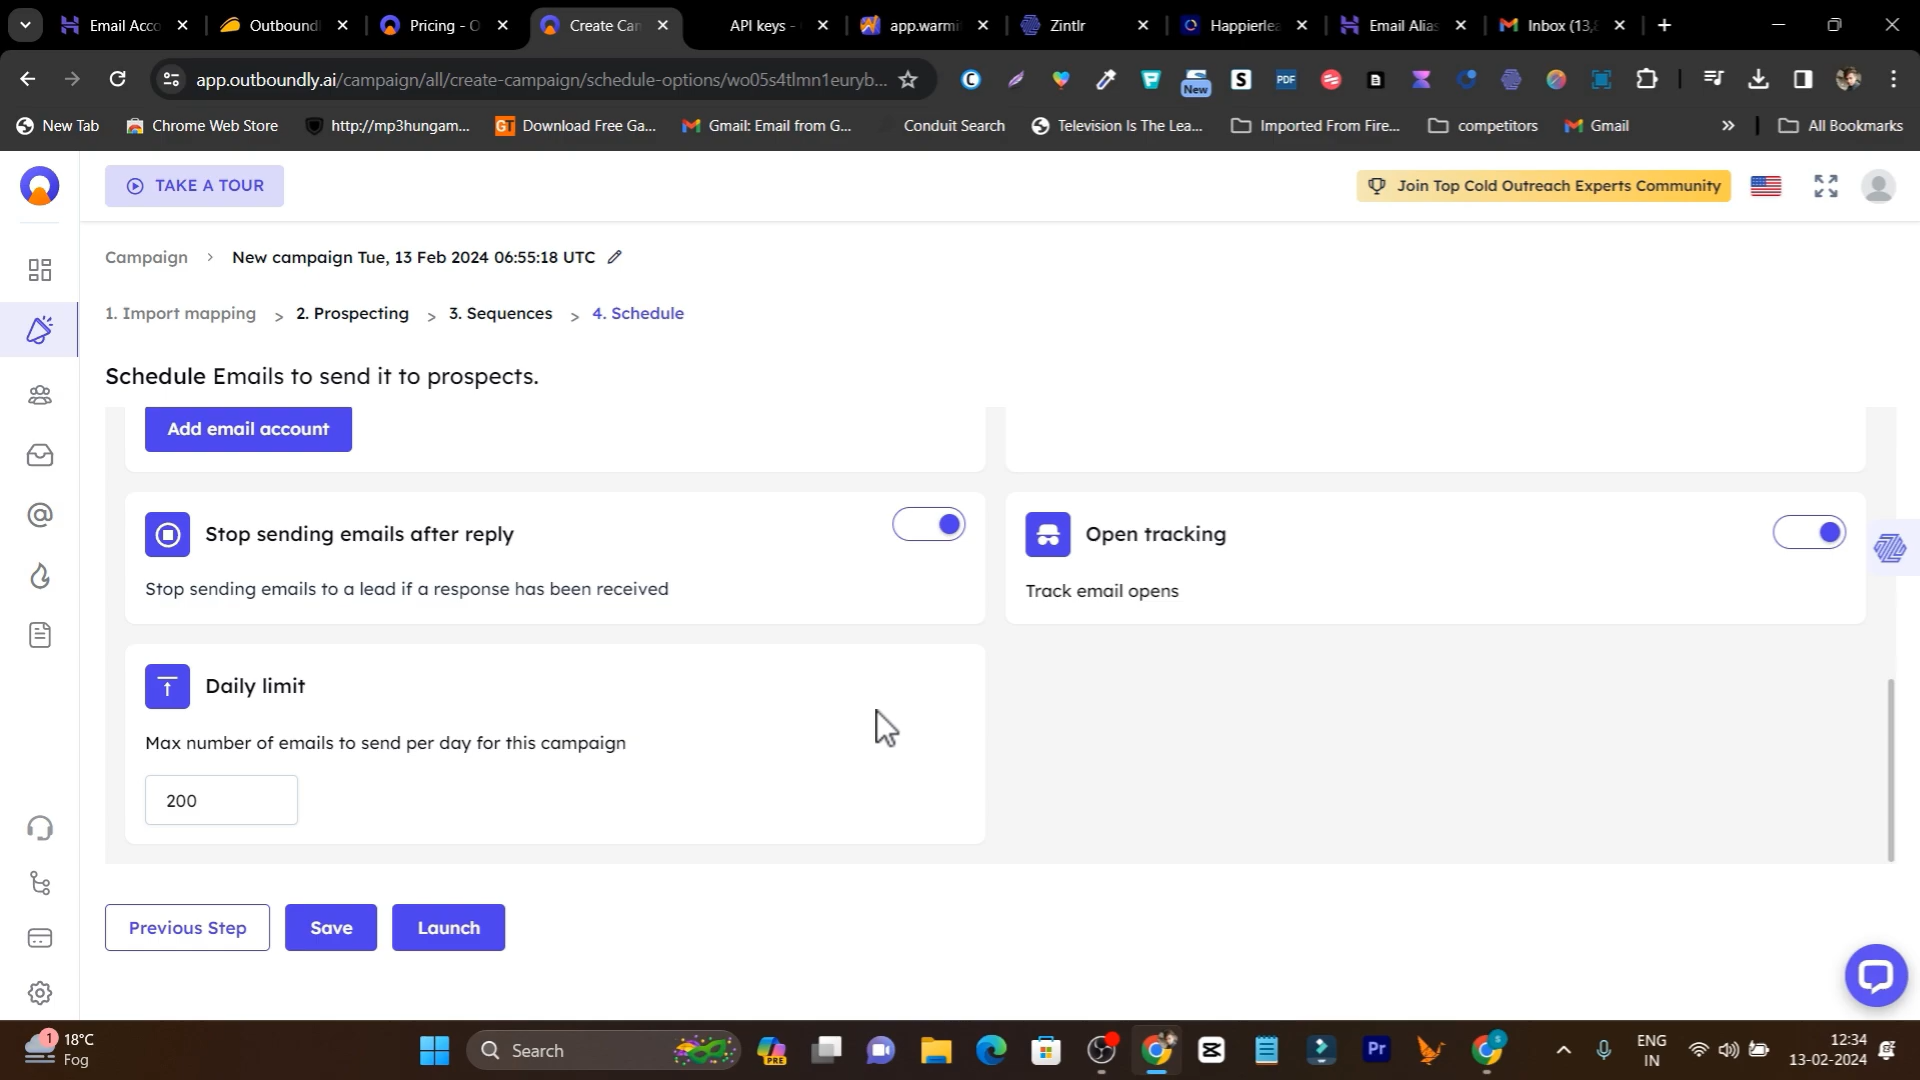 Email Acco
Outbound
Pricing - O
Create Can
API keys -
app.warmi
Zintlr
Happierlea
Email Alias
Inbox (13,
app.outboundly.ai/campaign/all/create-campaign/schedule-options/wo05s4tlmn1euryb...
New
PDF
New Tab
Chrome Web Store
http://mp3hungam...
GT Download Free Ga...
Gmail: Email from G...
Conduit Search
Television Is The Lea...
Imported From Fire...
competitors
Gmail
»
All Bookmarks
TAKE A TOUR
Join Top Cold Outreach Experts Community
Campaign > New campaign Tue, 13 Feb 2024 06:55:18 UTC
1. Import mapping > 2. Prospecting > 3. Sequences > 4. Schedule
Schedule Emails to send it to prospects.
Add email account
Stop sending emails after reply
Stop sending emails to a lead if a response has been received
Open tracking
Track email opens
Daily limit
Max number of emails to send per day for this campaign
200
Previous Step
Save
Launch
1
18°C
Fog
Search
PRE
Pr
ENG
IN
12:34
13-02-2024